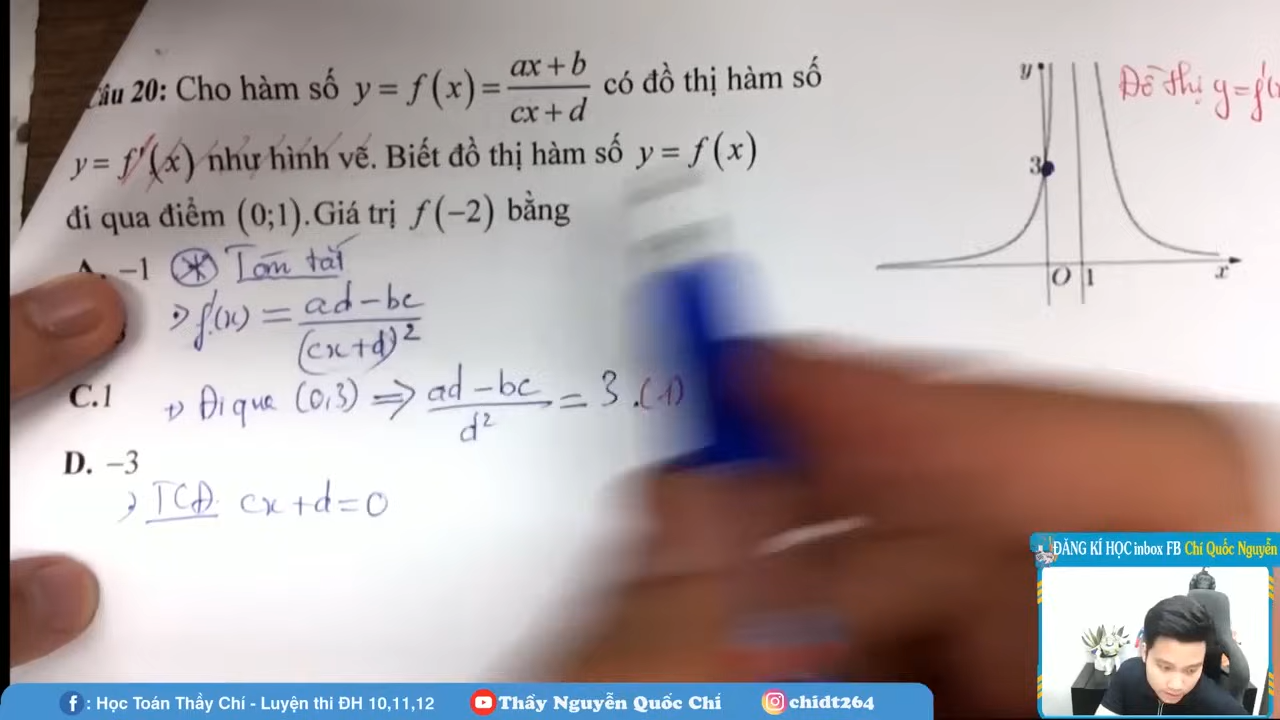 Câu 20: Cho hàm số y = f(x) = \frac{ax+b}{cx+d} có đồ thị hàm số
y = f'(x) như hình vẽ. Biết đồ thị hàm số y = f(x)
đi qua điểm (0;1). Giá trị f(−2) bằng
A. −1
⊛ Tóm tắt
f'(x) = \frac{ad-bc}{(cx+d)^2}
C. 1
Đi qua (0,3) ⇒ \frac{ad-bc}{d^2} = 3. (1)
D. −3
TCĐ. cx+d=0
y
Đồ thị y=f'(
3
O
1
x
ĐĂNG KÍ HỌC inbox FB Chí Quốc Nguyễn
: Học Toán Thầy Chí - Luyện thi ĐH 10,11,12
Thầy Nguyễn Quốc Chí
chidt264